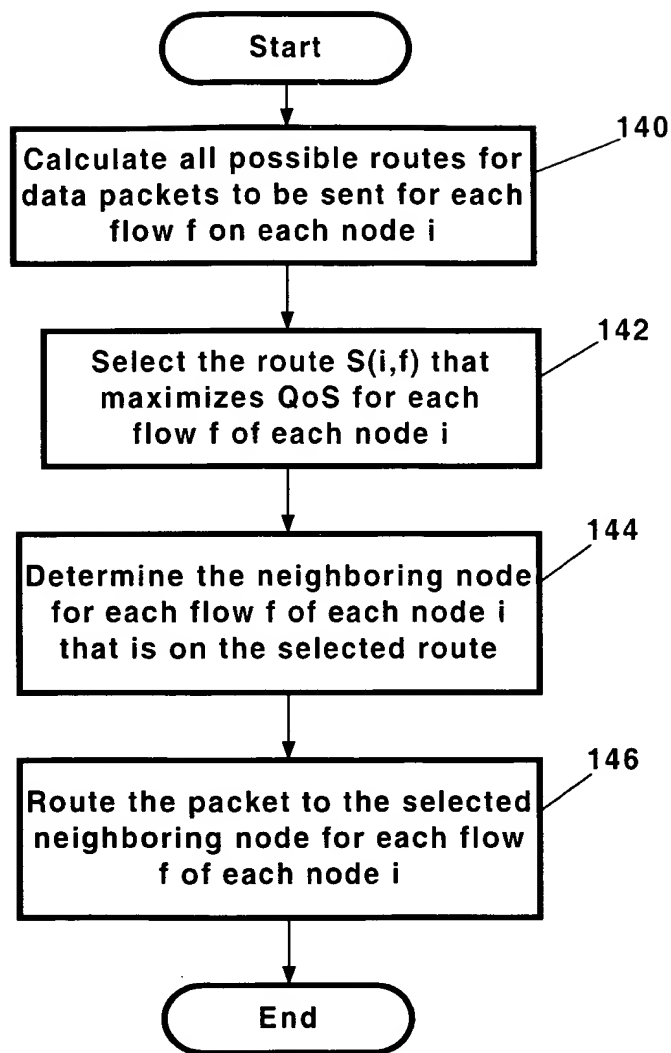 Start
140
Calculate all possible routes for
data packets to be sent for each
flow f on each node i
142
Select the route S(i,f) that
maximizes QoS for each
flow f of each node i
144
Determine the neighboring node
for each flow f of each node i
that is on the selected route
146
Route the packet to the selected
neighboring node for each flow
f of each node i
End